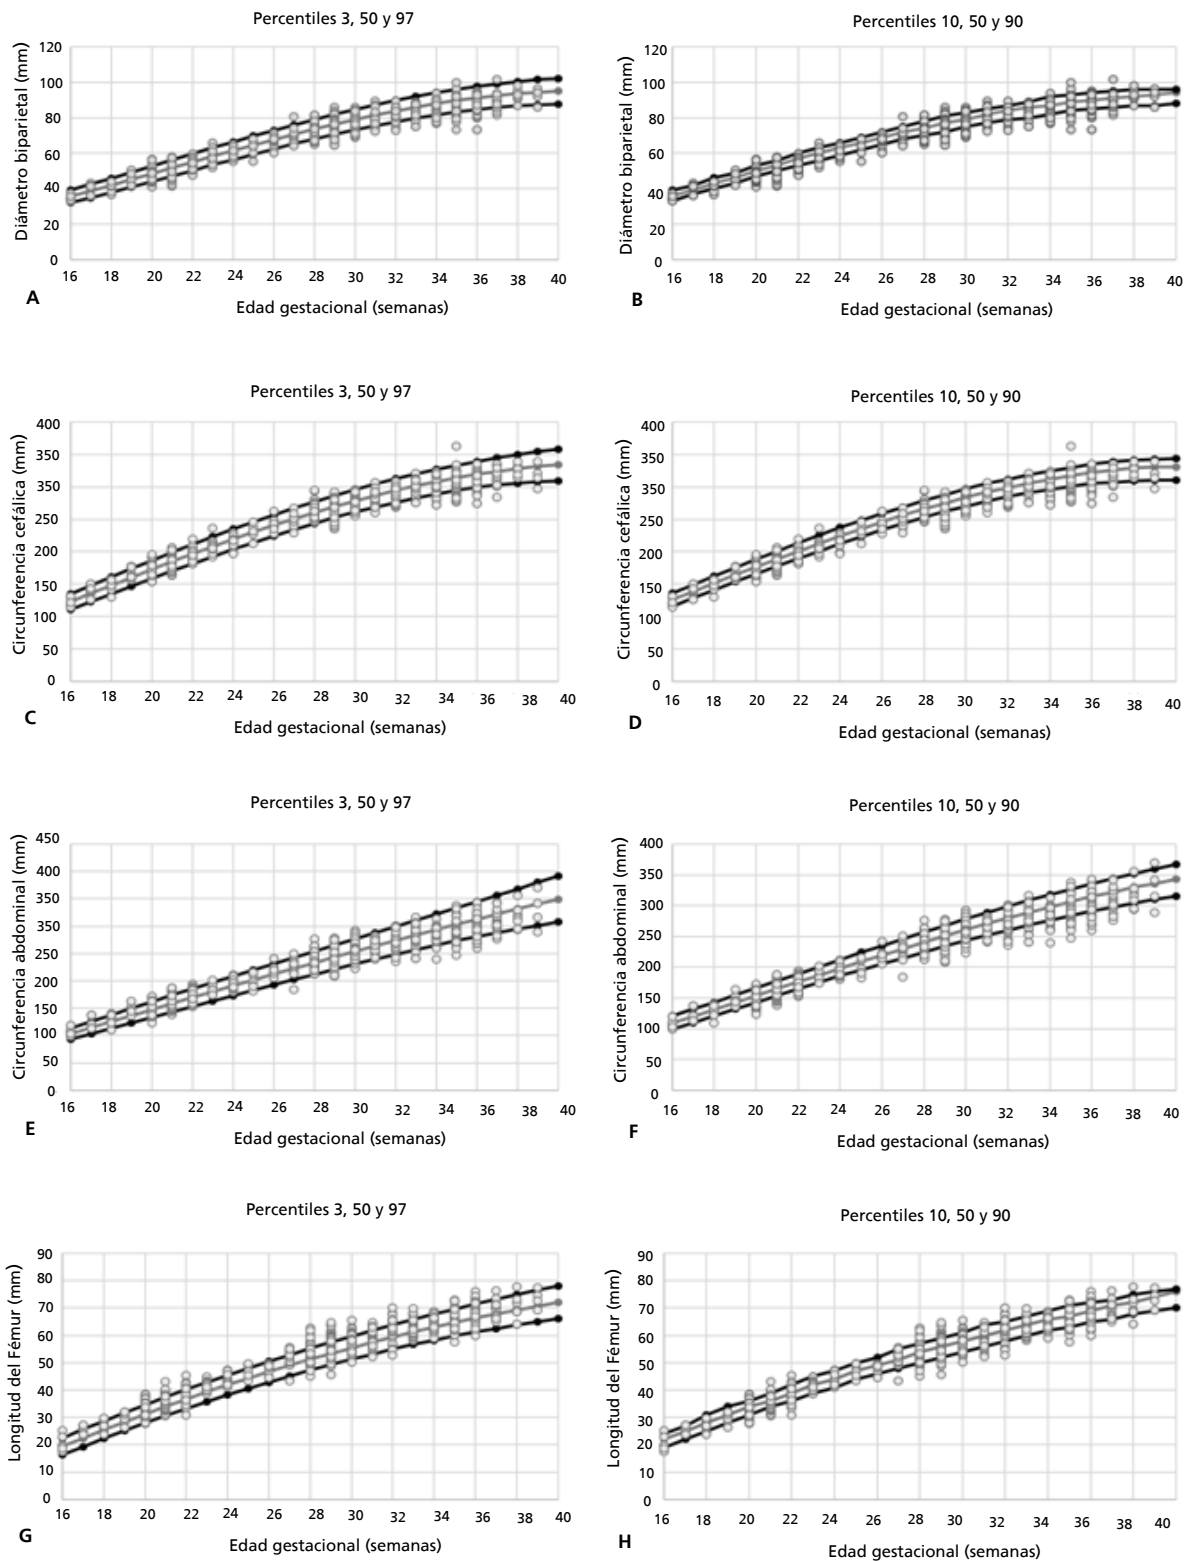 Percentiles 3, 50 y 97
Diámetro biparietal (mm)
120
100
80
60
40
20
0
16 18 20 22 24 26 28 30 32 34 36 38 40
A
Edad gestacional (semanas)
Percentiles 10, 50 y 90
Diámetro biparietal (mm)
120
100
80
60
40
20
0
16 18 20 22 24 26 28 30 32 34 36 38 40
B
Edad gestacional (semanas)
Percentiles 3, 50 y 97
Circunferencia cefálica (mm)
400
350
350
250
200
150
100
50
0
16 18 20 22 24 26 28 30 32 34 36 38 40
C
Edad gestacional (semanas)
Percentiles 10, 50 y 90
Circunferencia cefálica (mm)
400
350
350
250
200
150
100
50
0
16 18 20 22 24 26 28 30 32 34 36 38 40
D
Edad gestacional (semanas)
Percentiles 3, 50 y 97
Circunferencia abdominal (mm)
450
400
350
350
250
200
150
100
50
0
16 18 20 22 24 26 28 30 32 34 36 40
E
Edad gestacional (semanas)
Percentiles 10, 50 y 90
Circunferencia abdominal (mm)
400
350
300
250
200
150
100
50
0
16 18 20 22 24 26 28 30 32 34 36 38 40
F
Edad gestacional (semanas)
Percentiles 3, 50 y 97
Longitud del Fémur (mm)
90
80
70
60
50
40
30
20
10
0
16 18 20 22 24 26 28 30 32 34 36 38 40
G
Edad gestacional (semanas)
Percentiles 10, 50 y 90
Longitud del Fémur (mm)
90
80
70
60
50
40
30
20
10
0
16 18 20 22 24 26 28 30 32 34 36 38 40
H
Edad gestacional (semanas)